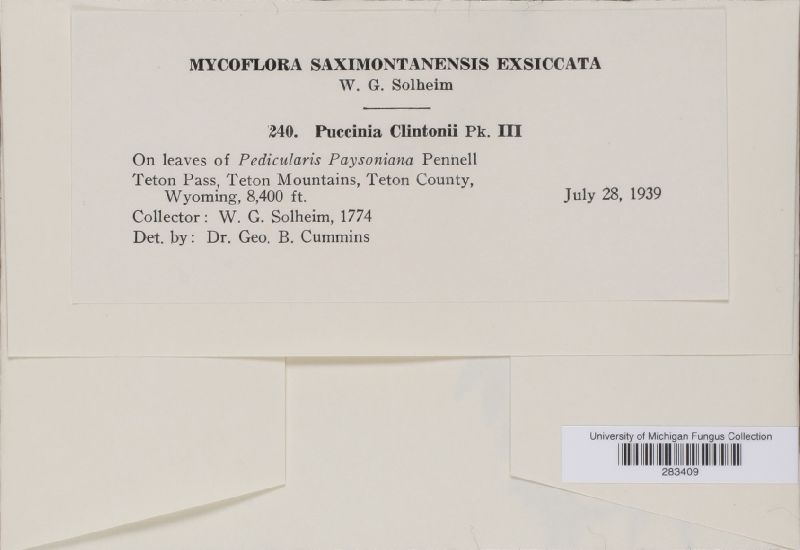 MYCOFLORA SAXIMONTANENSIS EXSICCATA
W. G. Solheim
240. Puccinia Clintonii Pk. III
On leaves of Pedicularis Paysoniana Pennell
Teton Pass, Teton Mountains, Teton County,
Wyoming, 8,400 ft. July 28, 1939
Collector: W. G. Solheim, 1774
Det. by: Dr. Geo. B. Cummins
University of Michigan Fungus Collection
283409